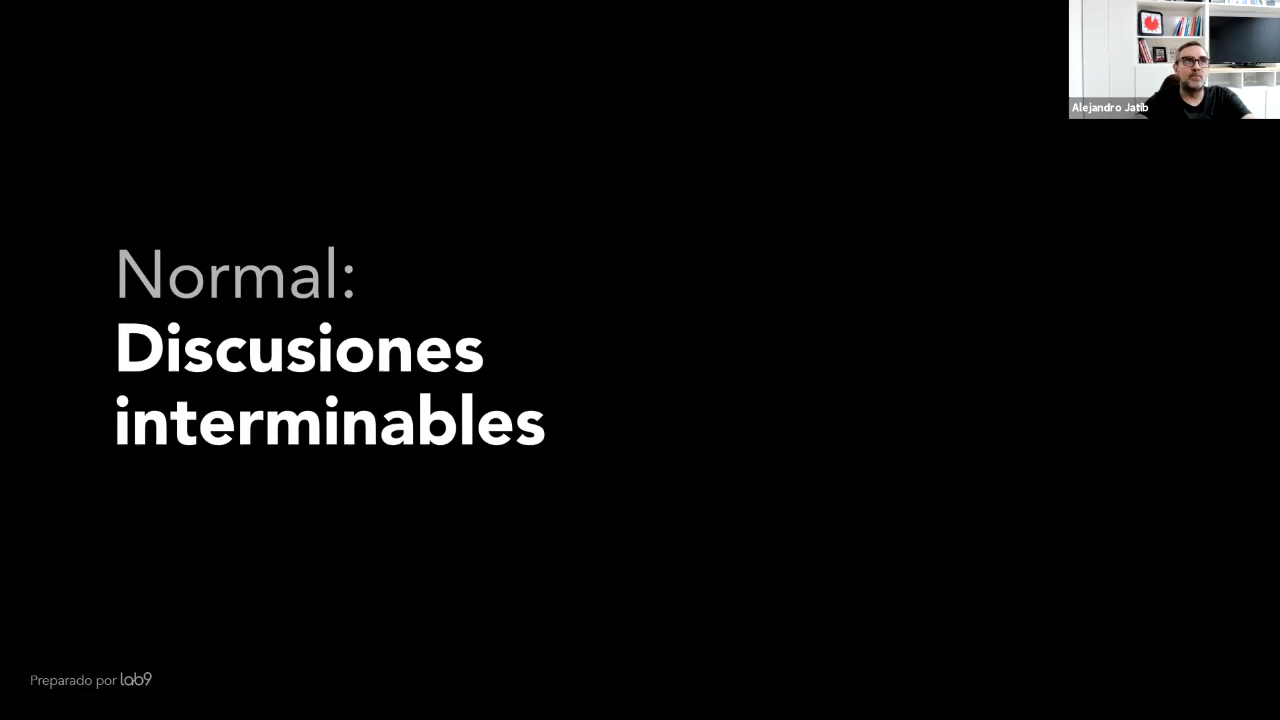 Alejandro Jatib
Normal:
Discusiones
interminables
Preparado por lab9